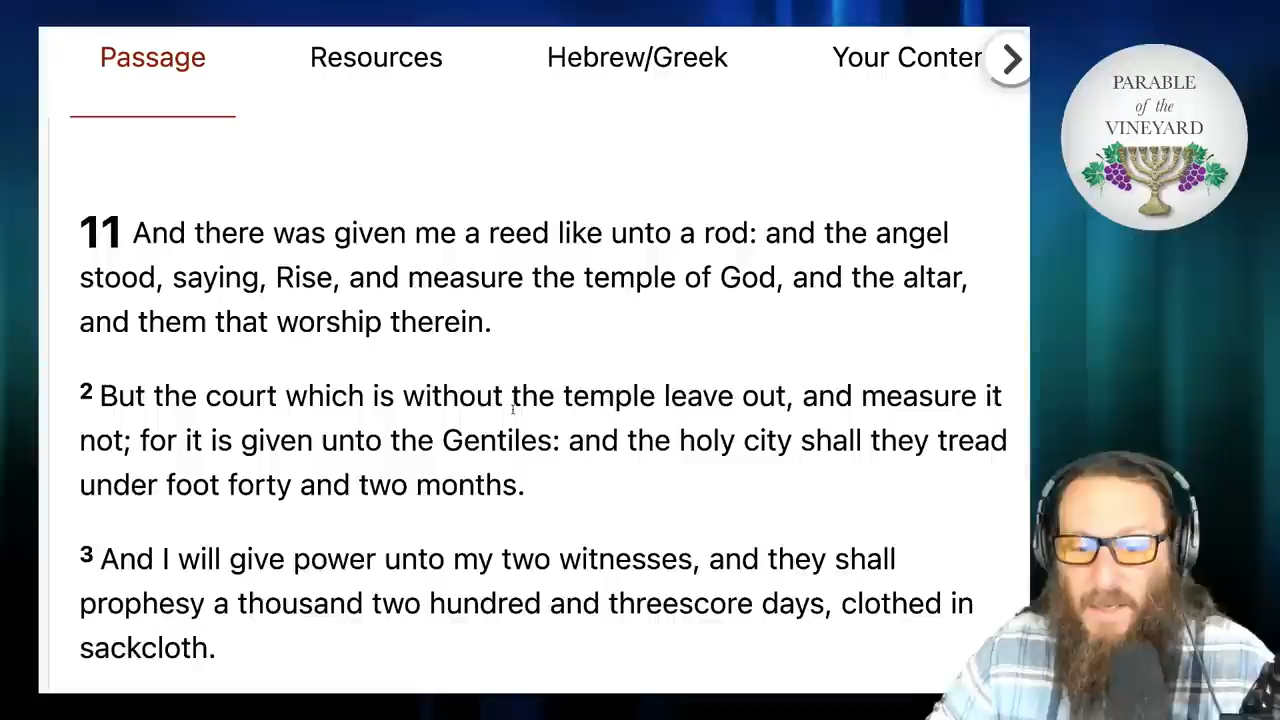 Passage
Resources
Hebrew/Greek
Your Conter
PARABLE
of the
VINEYARD
11 And there was given me a reed like unto a rod: and the angel
stood, saying, Rise, and measure the temple of God, and the altar,
and them that worship therein.
2 But the court which is without the temple leave out, and measure it
not; for it is given unto the Gentiles: and the holy city shall they tread
under foot forty and two months.
3 And I will give power unto my two witnesses, and they shall
prophesy a thousand two hundred and threescore days, clothed in
sackcloth.